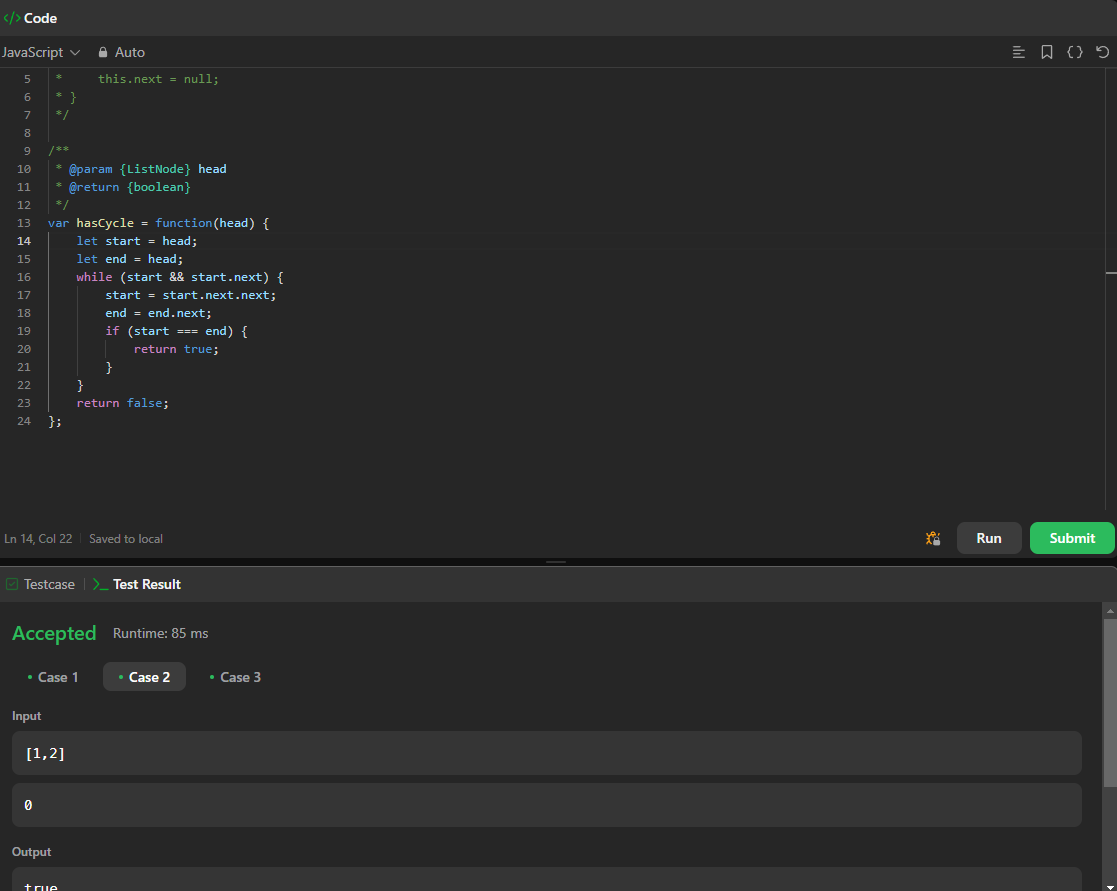 </> Code
JavaScript Auto
5 *     this.next = null;
6 * }
7 */
8
9 /**
10 * @param {ListNode} head
11 * @return {boolean}
12 */
13 var hasCycle = function(head) {
14     let start = head;
15     let end = head;
16     while (start && start.next) {
17         start = start.next.next;
18         end = end.next;
19         if (start === end) {
20             return true;
21         }
22     }
23     return false;
24 };
Ln 14, Col 22 Saved to local
Run Submit
Testcase >_ Test Result
Accepted Runtime: 85 ms
• Case 1 • Case 2 • Case 3
Input
[1,2]
0
Output
true